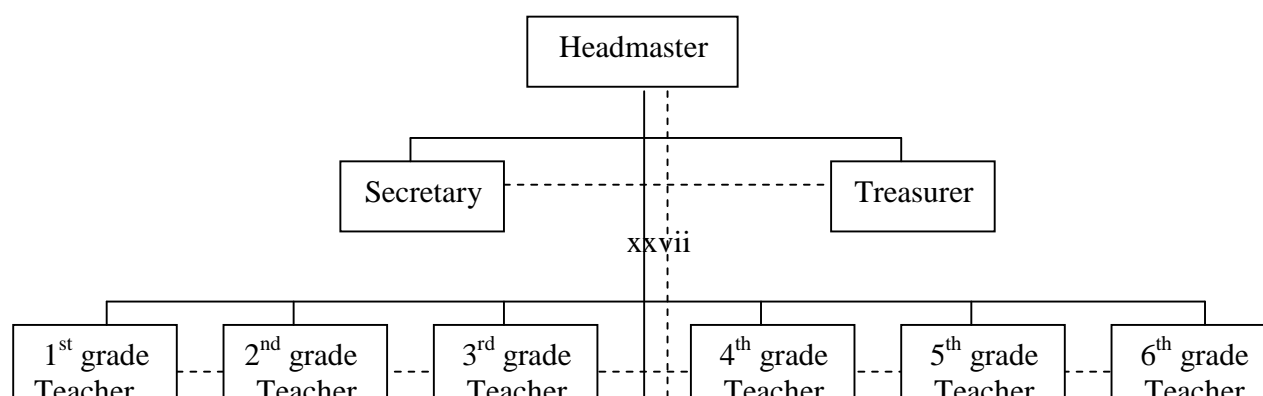 Headmaster
Secretary
Treasurer
xxvii
1st grade
Teacher
2nd grade
Teacher
3rd grade
Teacher
4th grade
Teacher
5th grade
Teacher
6th grade
Teacher